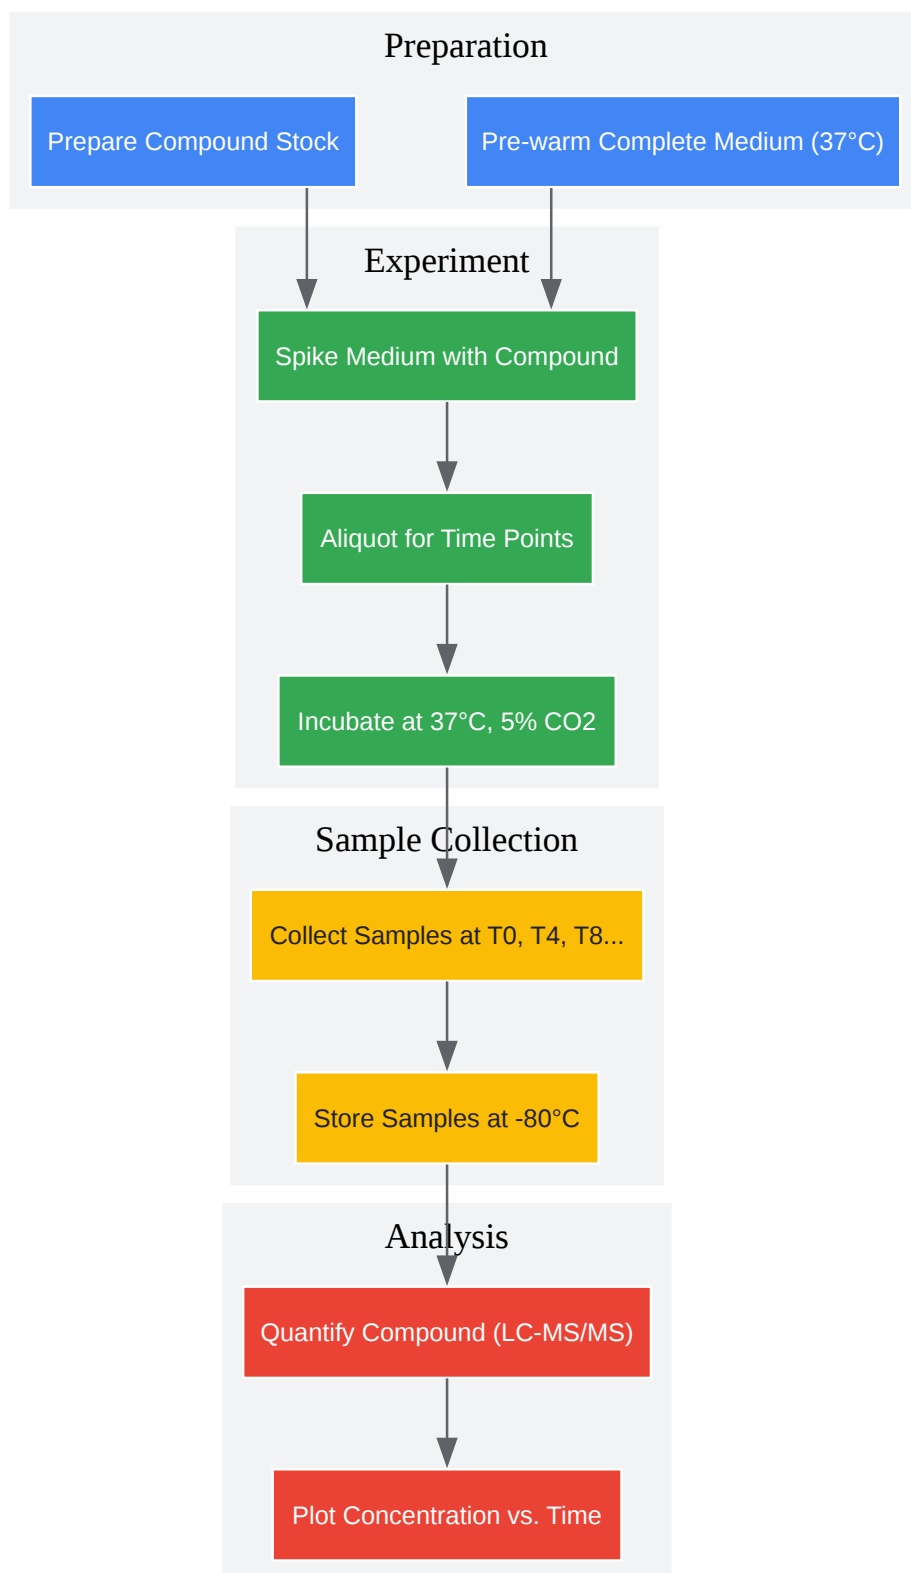 Preparation
Prepare Compound Stock
Pre-warm Complete Medium (37°C)
Experiment
Spike Medium with Compound
Aliquot for Time Points
Incubate at 37°C, 5% CO2
Sample Collection
Collect Samples at T0, T4, T8...
Store Samples at -80°C
Analysis
Quantify Compound (LC-MS/MS)
Plot Concentration vs. Time